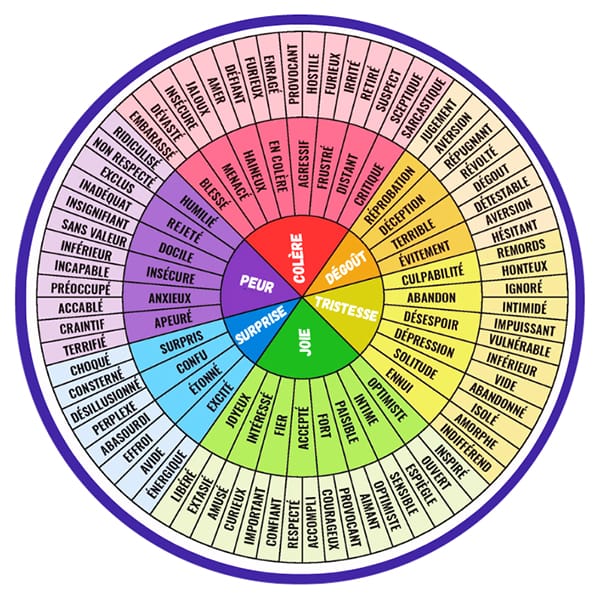 COLÈRE
DÉGOÛT
TRISTESSE
JOIE
SURPRISE
PEUR
BLESSÉ
MENACÉ
HAINEUX
EN COLÈRE
AGRESSIF
FRUSTRÉ
DISTANT
CRITIQUE
RÉPROBATION
DÉCEPTION
TERRIBLE
ÉVITEMENT
CULPABILITÉ
ABANDON
DÉSESPOIR
DÉPRESSION
SOLITUDE
ENNUI
OPTIMISTE
INTIME
PAISIBLE
FORT
ACCEPTÉ
FIER
INTÉRESSÉ
JOYEUX
EXCITÉ
ÉTONNÉ
CONFU
SURPRIS
APEURÉ
ANXIEUX
INSÉCURE
DOCILE
REJETÉ
HUMILIÉ
EMBARASSÉ
DÉVASTÉ
INSÉCURE
JALOUX
AMER
DÉFIANT
FURIEUX
ENRAGÉ
PROVOCANT
HOSTILE
FURIEUX
IRRITÉ
RETIRÉ
SUSPECT
SCEPTIQUE
SARCASTIQUE
JUGEMENT
AVERSION
RÉPUGNANT
RÉVOLTE
DÉGOUT
DÉTESTABLE
AVERSION
HÉSITANT
REMORDS
HONTEUX
IGNORÉ
INTIMIDÉ
IMPUISSANT
VULNÉRABLE
INFÉRIEUR
VIDE
ABANDONNÉ
ISOLÉ
AMORPHE
INDIFFÉREND
INSPIRÉ
OUVERT
ESPIÈGLE
SENSIBLE
OPTIMISTE
AIMANT
PROVOCANT
COURAGEUX
ACCOMPLI
RESPECTÉ
CONFIANT
IMPORTANT
CURIEUX
AMUSÉ
EXTASIÉ
LIBÉRÉ
ÉNERGIQUE
AVIDE
EFFROI
ABASOURDI
PERPLEXE
DÉSILLUSIONNÉ
CONSTERNÉ
CHOQUÉ
TERRIFIÉ
CRAINTIF
ACCABLÉ
PRÉOCCUPÉ
INCAPABLE
INFÉRIEUR
SANS VALEUR
INSIGNIFIANT
INADÉQUAT
EXCLUS
NON RESPECTÉ
RIDICULISÉ